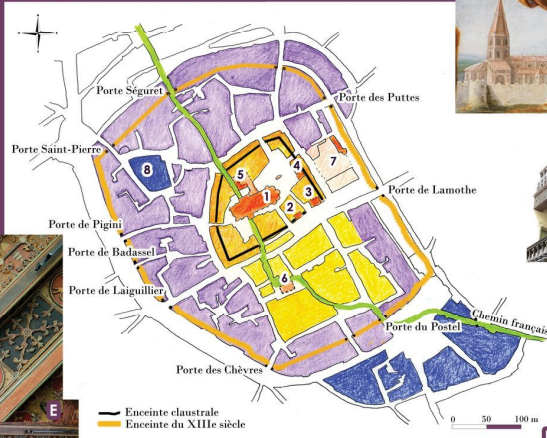 Porte Séguret
Porte des Puttes
Porte Saint-Pierre
8
5
4
7
3
1
2
Porte de Lamothe
Porte de Pigini
Porte de Badassel
Porte de Laiguillier
6
Chemin français
Porte du Postel
Porte des Chèvres
E
Enceinte claustrale
Enceinte du XIIIe siècle
0 50 100 m